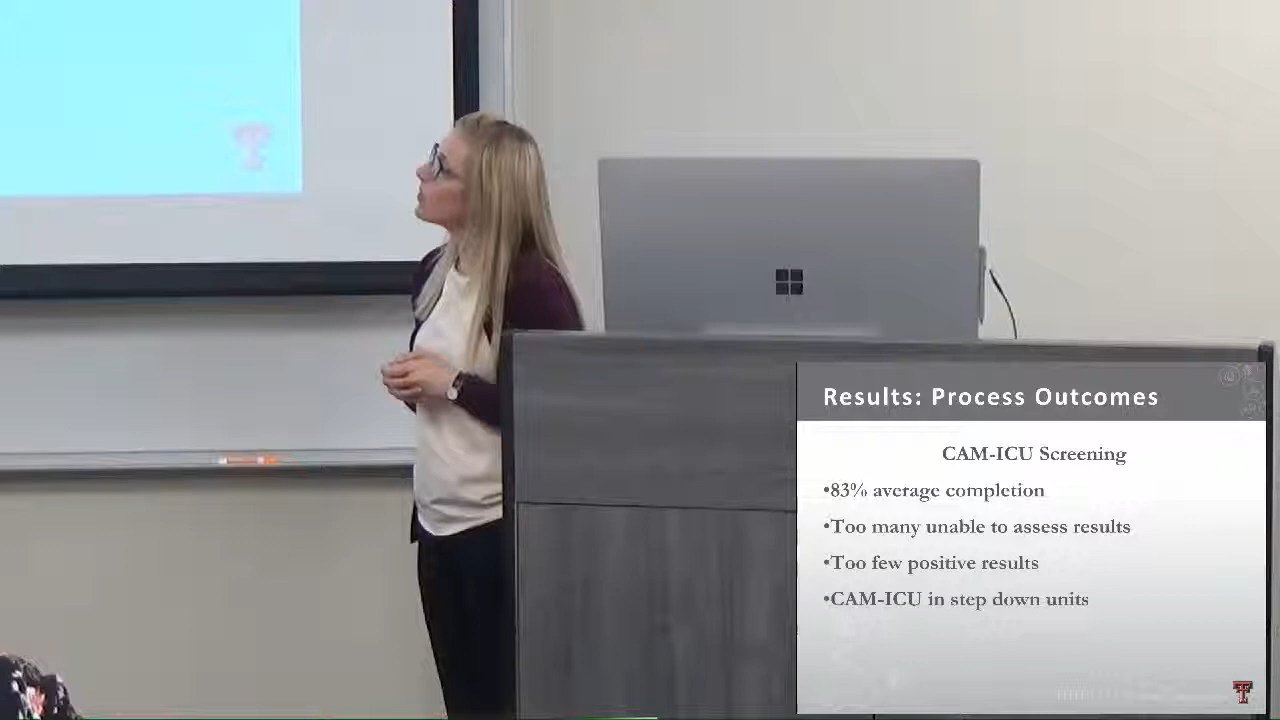 Results: Process Outcomes
CAM-ICU Screening
•83% average completion
•Too many unable to assess results
•Too few positive results
•CAM-ICU in step down units